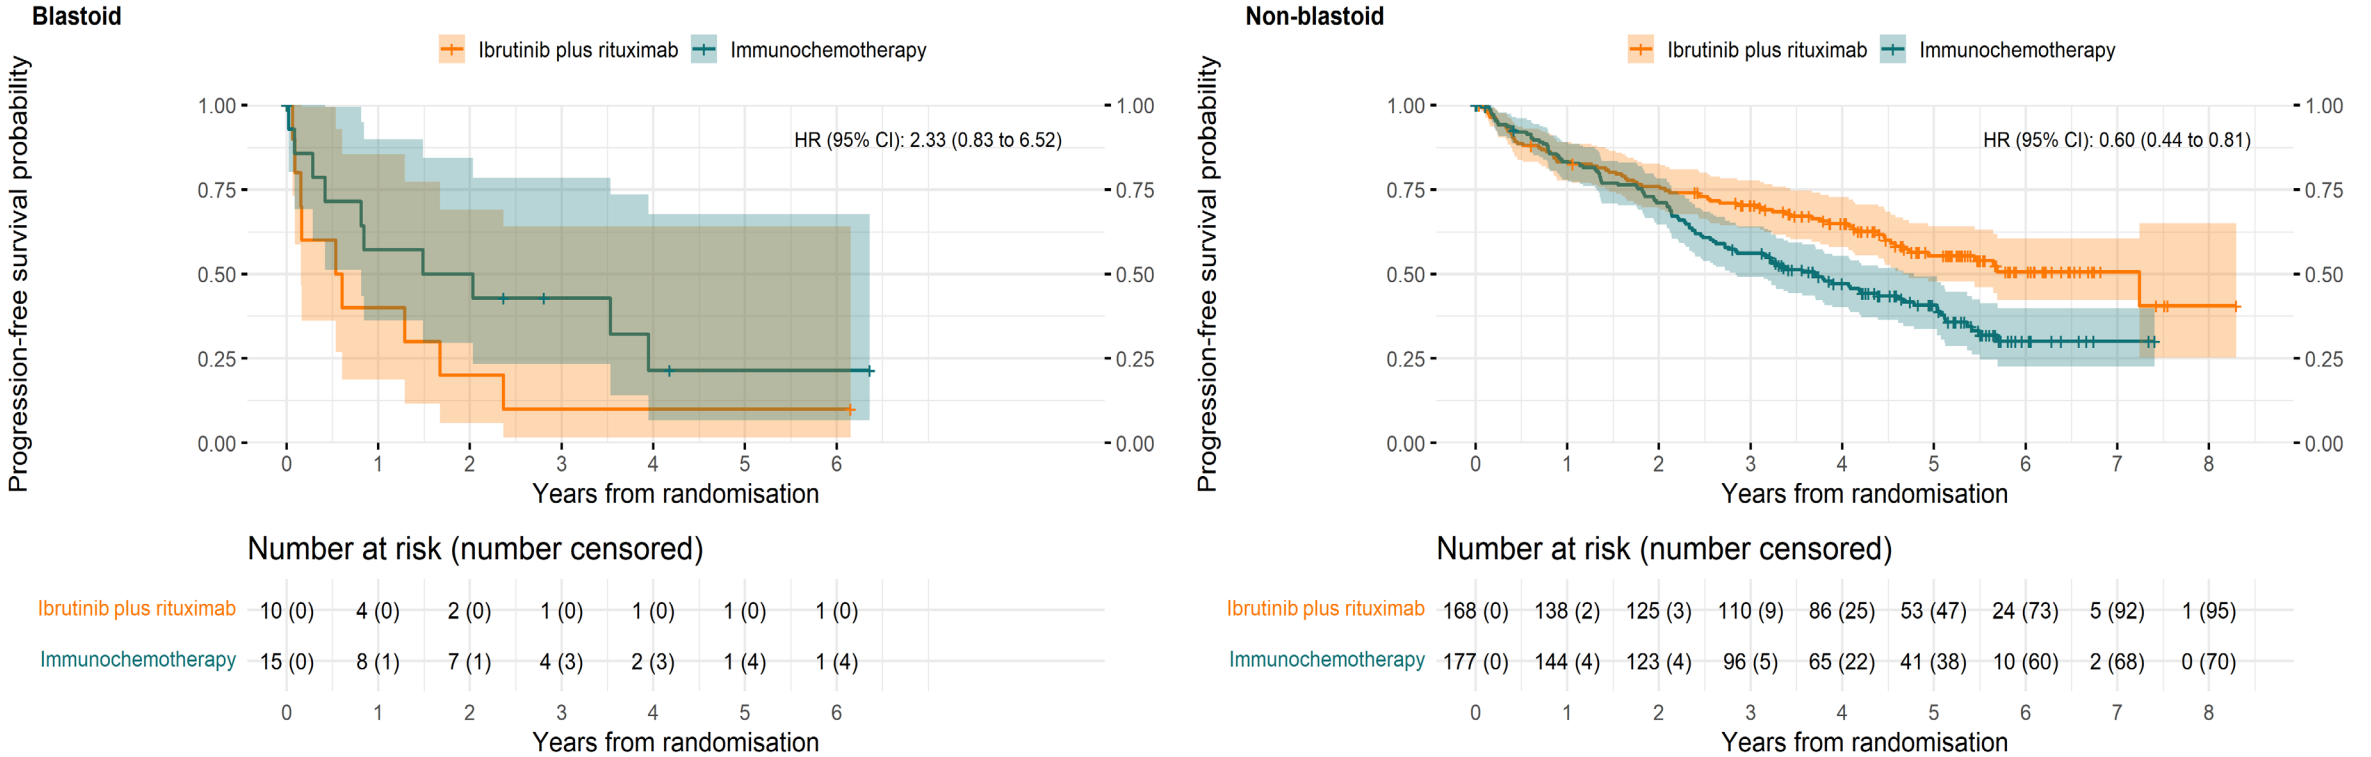 Blastoid
Ibrutinib plus rituximab Immunochemotherapy
Progression-free survival probability
HR (95% CI): 2.33 (0.83 to 6.52)
1.00 1.00
0.75 0.75
0.50 0.50
0.25 0.25
0.00 0.00
0 1 2 3 4 5 6
Years from randomisation
Number at risk (number censored)
Ibrutinib plus rituximab 10 (0) 4 (0) 2 (0) 1 (0) 1 (0) 1 (0) 1 (0)
Immunochemotherapy 15 (0) 8 (1) 7 (1) 4 (3) 2 (3) 1 (4) 1 (4)
0 1 2 3 4 5 6
Years from randomisation
Non-blastoid
Ibrutinib plus rituximab Immunochemotherapy
Progression-free survival probability
HR (95% CI): 0.60 (0.44 to 0.81)
1.00 1.00
0.75 0.75
0.50 0.50
0.25 0.25
0.00 0.00
0 1 2 3 4 5 6 7 8
Years from randomisation
Number at risk (number censored)
Ibrutinib plus rituximab 168 (0) 138 (2) 125 (3) 110 (9) 86 (25) 53 (47) 24 (73) 5 (92) 1 (95)
Immunochemotherapy 177 (0) 144 (4) 123 (4) 96 (5) 65 (22) 41 (38) 10 (60) 2 (68) 0 (70)
0 1 2 3 4 5 6 7 8
Years from randomisation